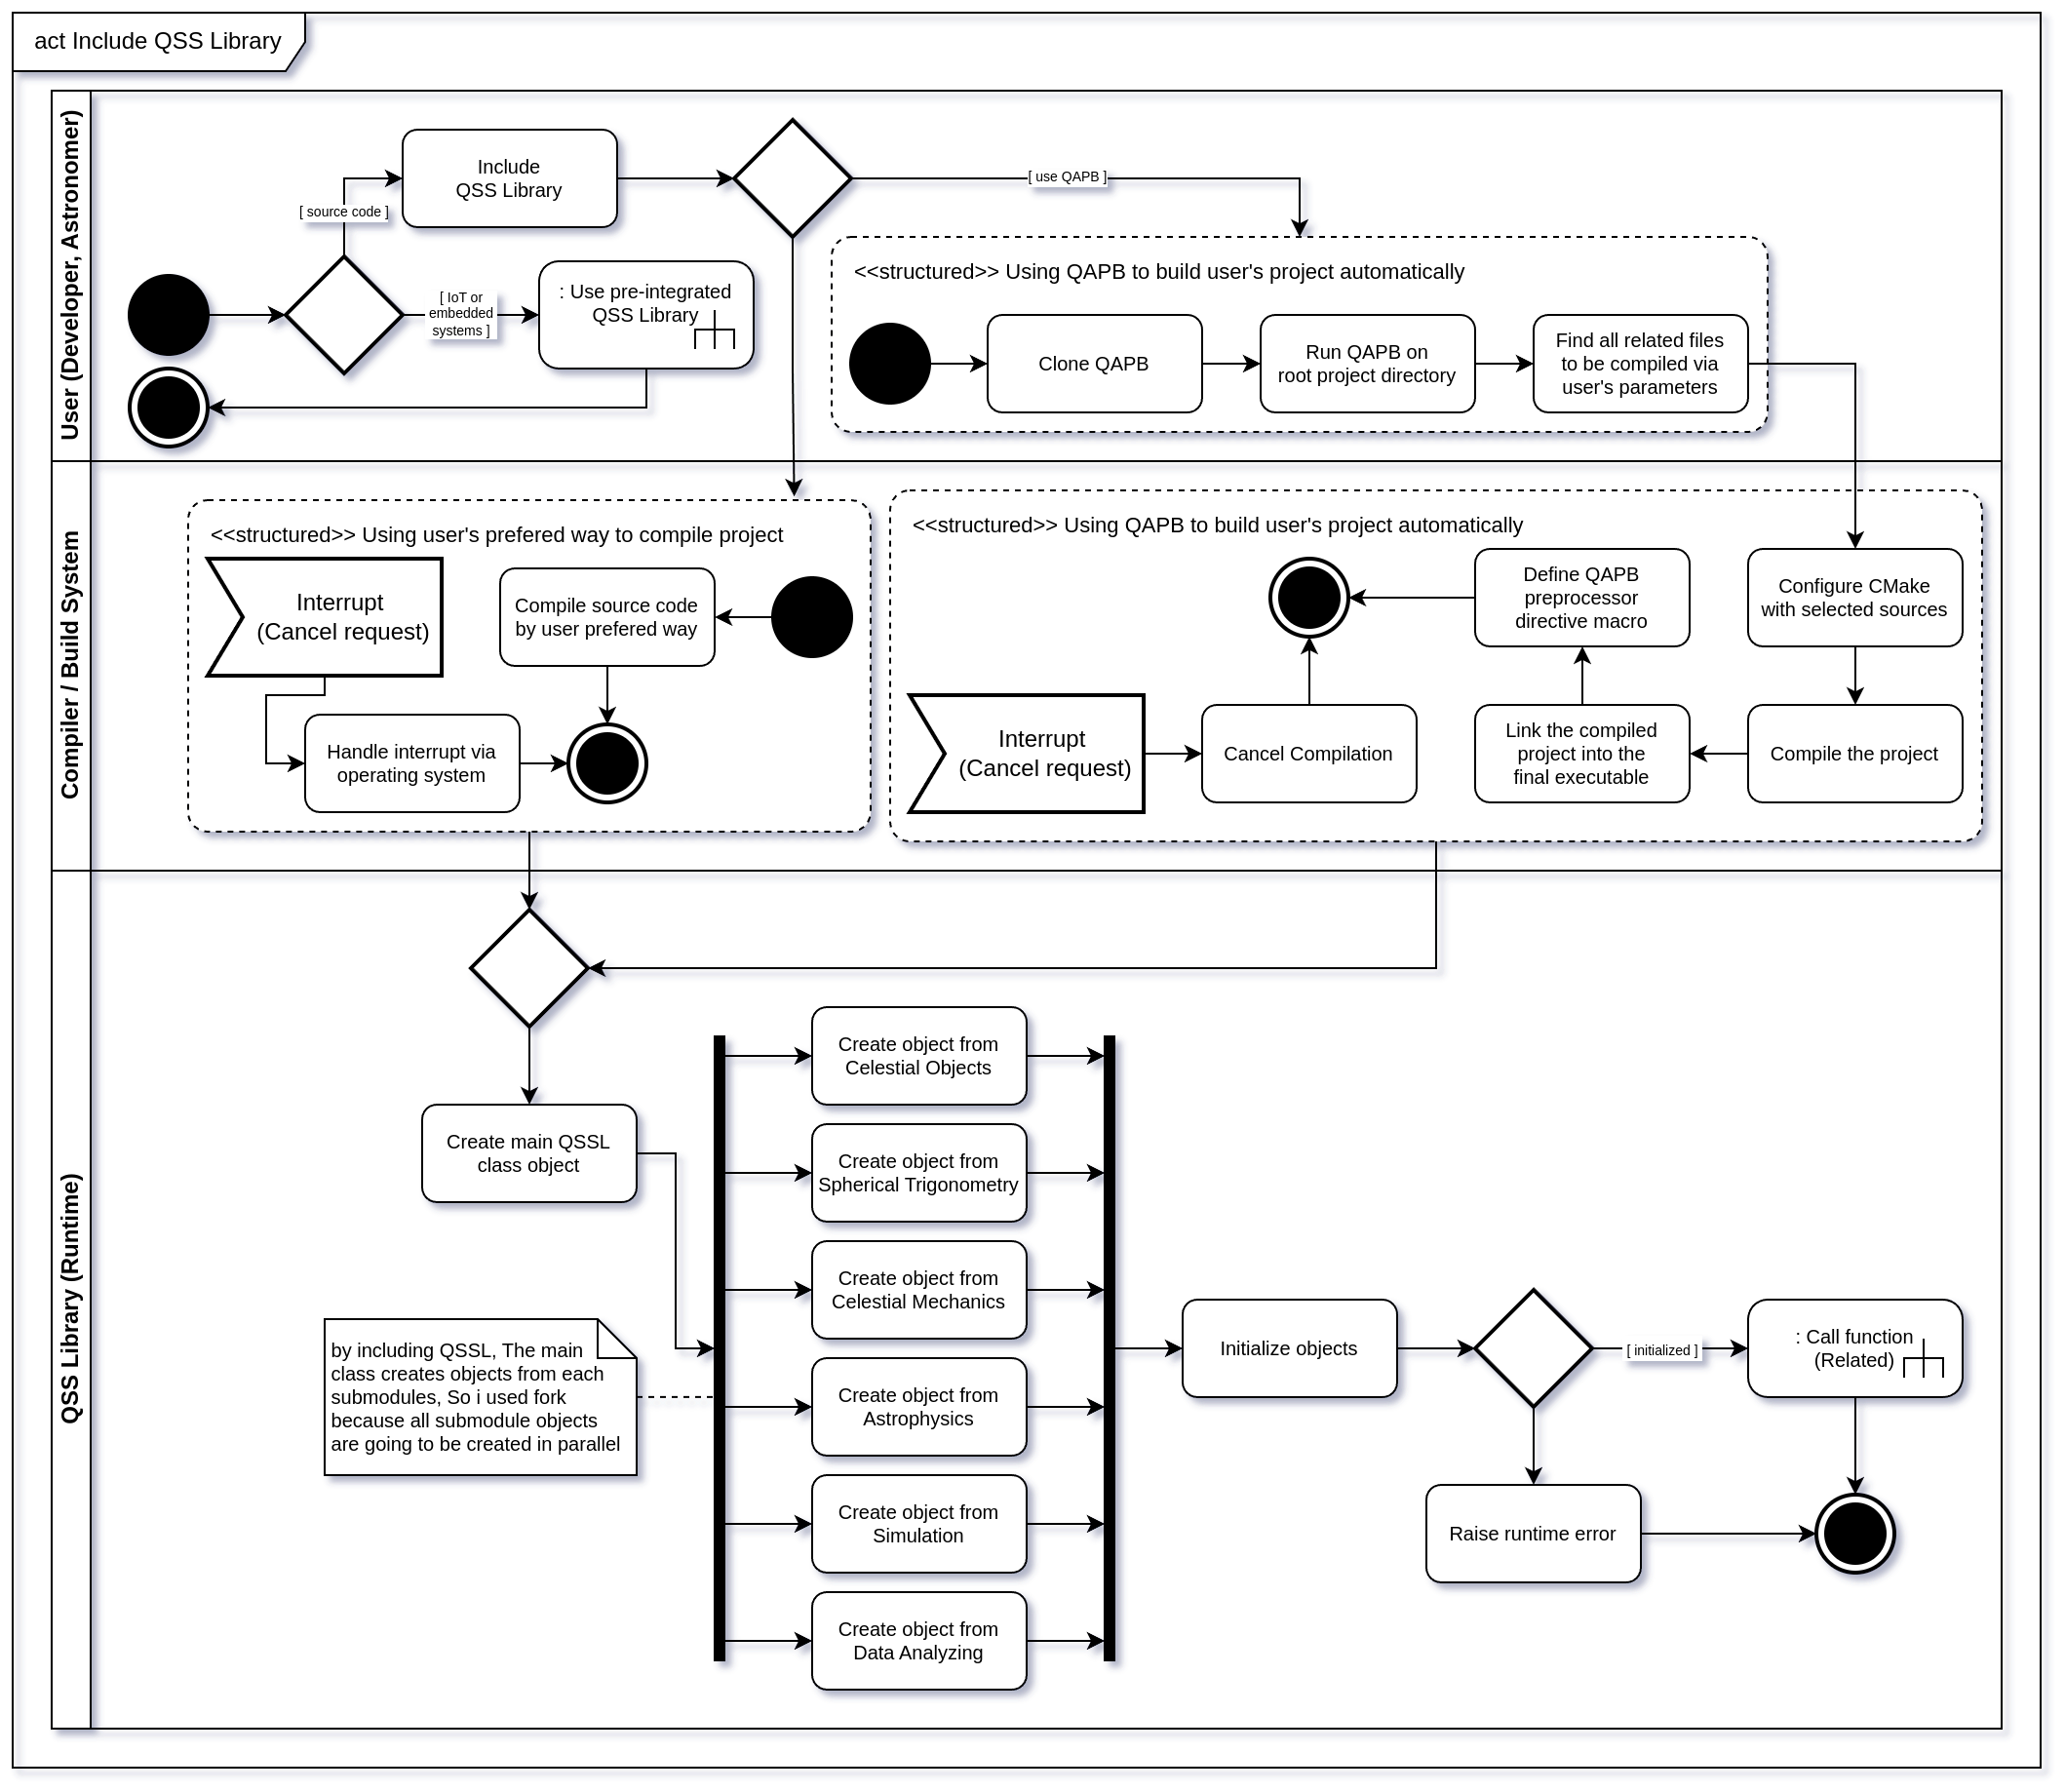 act Include QSS Library
User (Developer, Astronomer)
Include
QSS Library
[ use QAPB ]
[ source code ]
[ IoT or
embedded
systems ]
: Use pre-integrated
QSS Library
<<structured>> Using QAPB to build user's project automatically
Clone QAPB
Run QAPB on
root project directory
Find all related files
to be compiled via
user's parameters
Compiler / Build System
<<structured>> Using user's prefered way to compile project
Interrupt
(Cancel request)
Compile source code
by user prefered way
Handle interrupt via
operating system
<<structured>> Using QAPB to build user's project automatically
Define QAPB
preprocessor
directive macro
Configure CMake
with selected sources
Interrupt
(Cancel request)
Cancel Compilation
Link the compiled
project into the
final executable
Compile the project
QSS Library (Runtime)
Create main QSSL
class object
by including QSSL, The main
class creates objects from each
submodules, So i used fork
because all submodule objects
are going to be created in parallel
Create object from
Celestial Objects
Create object from
Spherical Trigonometry
Create object from
Celestial Mechanics
Create object from
Astrophysics
Create object from
Simulation
Create object from
Data Analyzing
Initialize objects
[ initialized ]
: Call function
(Related)
Raise runtime error